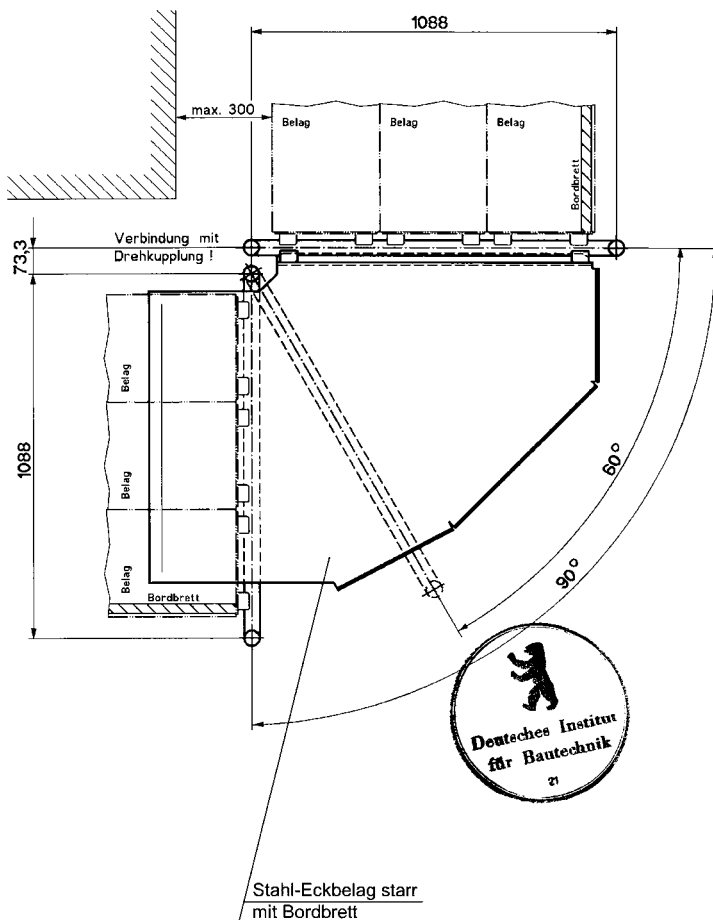 1088
max. 300
Belag
Belag
Belag
Bordbrett
Verbindung mit
Drehkupplung !
73,3
1088
Belag
Belag
Belag
Bordbrett
60°
90°
Deutsches Institut
für Bautechnik
21
Stahl-Eckbelag starr
mit Bordbrett